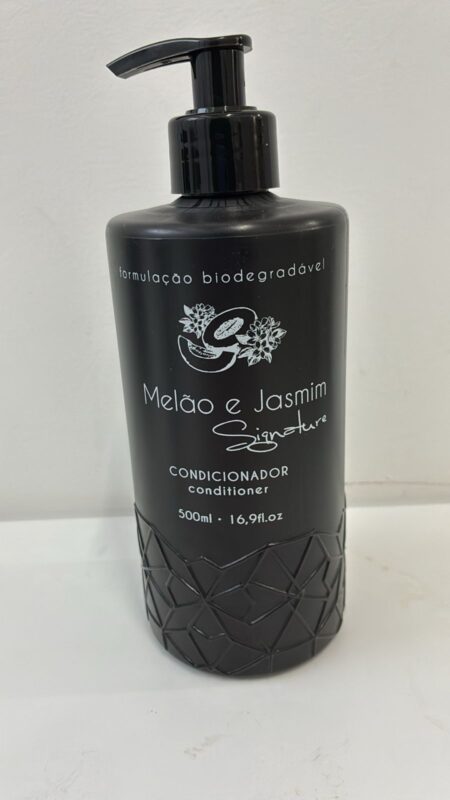 formulação biodegradável
Melão e Jasmim
Signature
CONDICIONADOR
conditioner
500ml · 16,9fl.oz